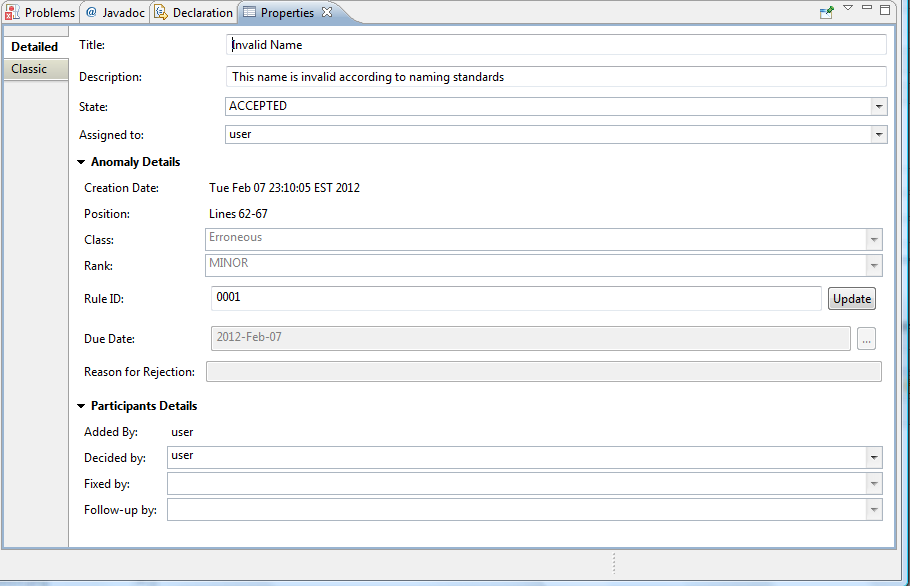 Problems @ Javadoc Declaration Properties
Detailed
Classic
Title: Invalid Name
Description: This name is invalid according to naming standards
State: ACCEPTED
Assigned to: user
Anomaly Details
Creation Date: Tue Feb 07 23:10:05 EST 2012
Position: Lines 62-67
Class: Erroneous
Rank: MINOR
Rule ID: 0001 Update
Due Date: 2012-Feb-07 ...
Reason for Rejection:
Participants Details
Added By: user
Decided by: user
Fixed by:
Follow-up by: